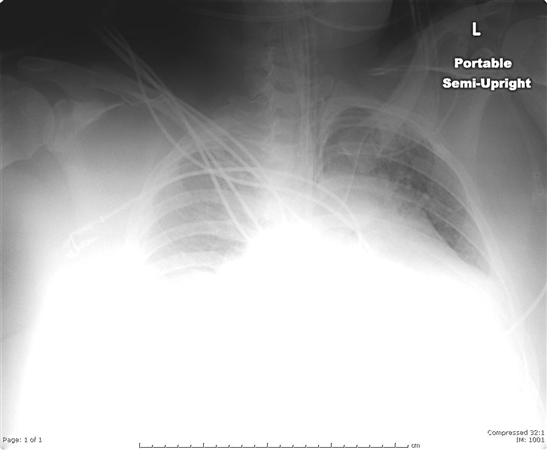 L
Portable
Semi-Upright
Compressed 32:1
Page: 1 of 1
IM: 1001
cm